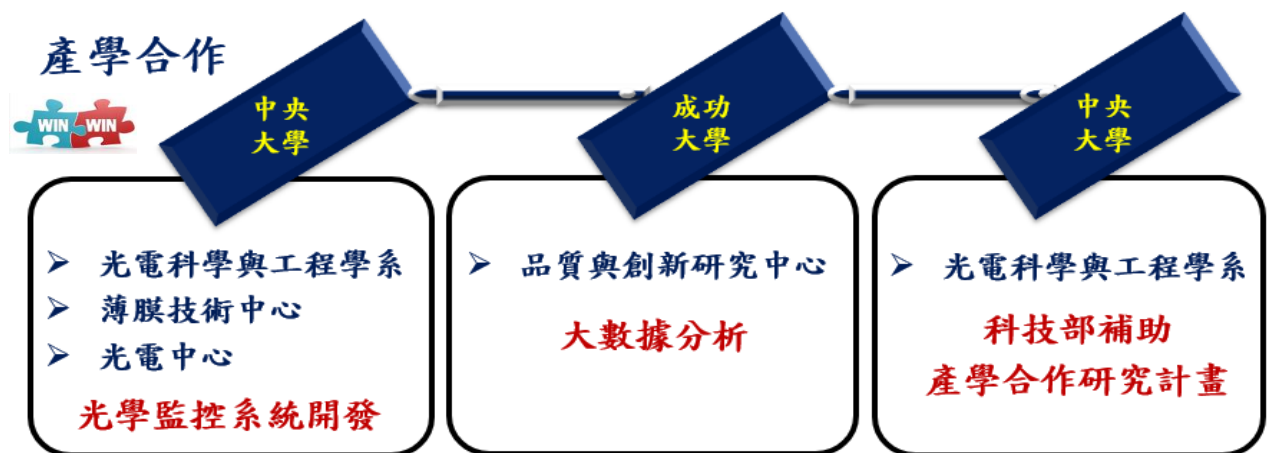 產學合作
WIN WIN
中央
大學
成功
大學
中央
大學
➢ 光電科學與工程學系
➢ 薄膜技術中心
➢ 光電中心
光學監控系統開發
➢ 品質與創新研究中心
大數據分析
➢ 光電科學與工程學系
科技部補助
產學合作研究計畫